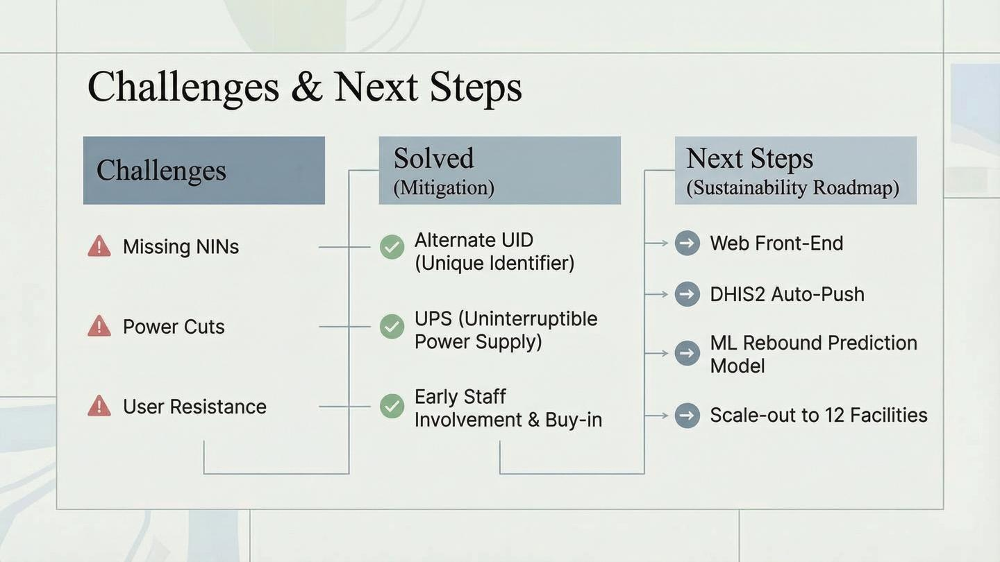 Challenges & Next Steps
Challenges
Missing NINs
Power Cuts
User Resistance
Solved
(Mitigation)
Alternate UID
(Unique Identifier)
UPS (Uninterruptible
Power Supply)
Early Staff
Involvement & Buy-in
Next Steps
(Sustainability Roadmap)
Web Front-End
DHIS2 Auto-Push
ML Rebound Prediction
Model
Scale-out to 12 Facilities